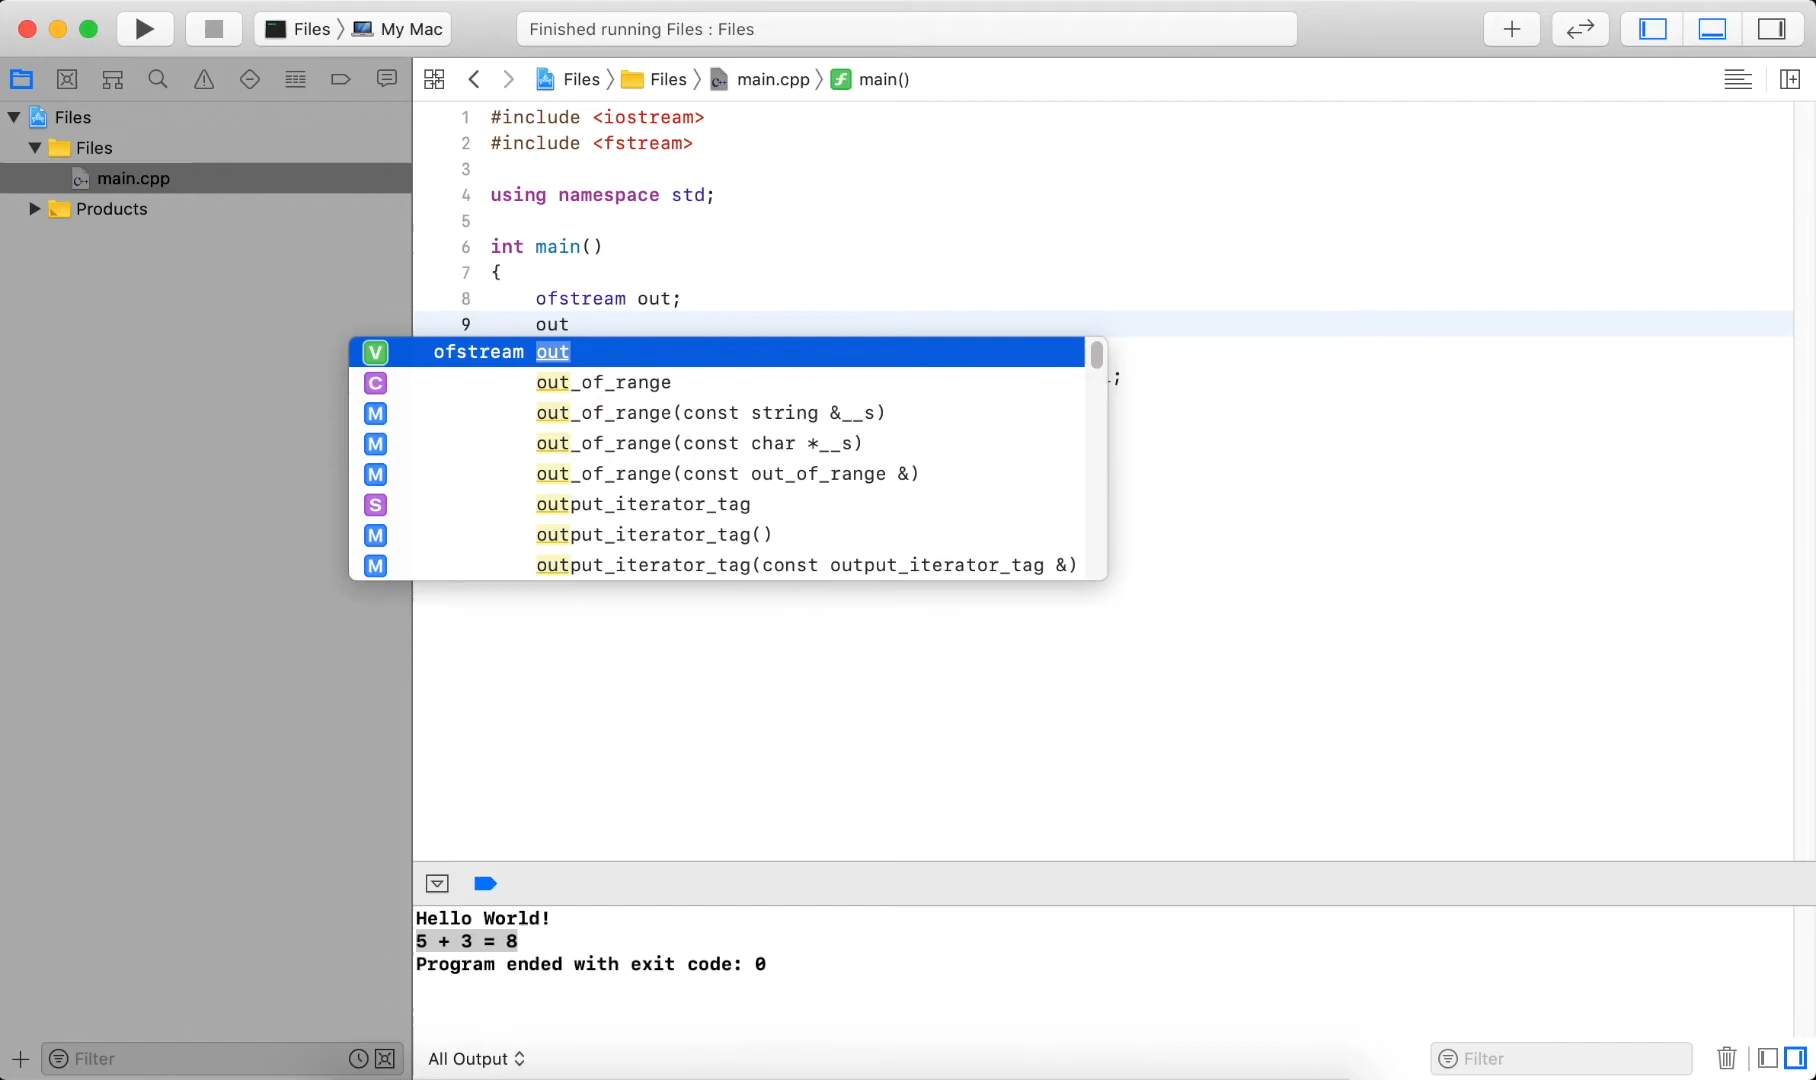 Files 〉 My Mac
Finished running Files : Files
Files 〉 Files 〉 main.cpp 〉 main()
Files
Files
main.cpp
Products
1 #include <iostream>
2 #include <fstream>
3
4 using namespace std;
5
6 int main()
7 {
8 ofstream out;
9 out
V ofstream out
C out_of_range
;
M out_of_range(const string &__s)
M out_of_range(const char *__s)
M out_of_range(const out_of_range &)
S output_iterator_tag
M output_iterator_tag()
M output_iterator_tag(const output_iterator_tag &)
Hello World!
5 + 3 = 8
Program ended with exit code: 0
Filter
All Output
Filter